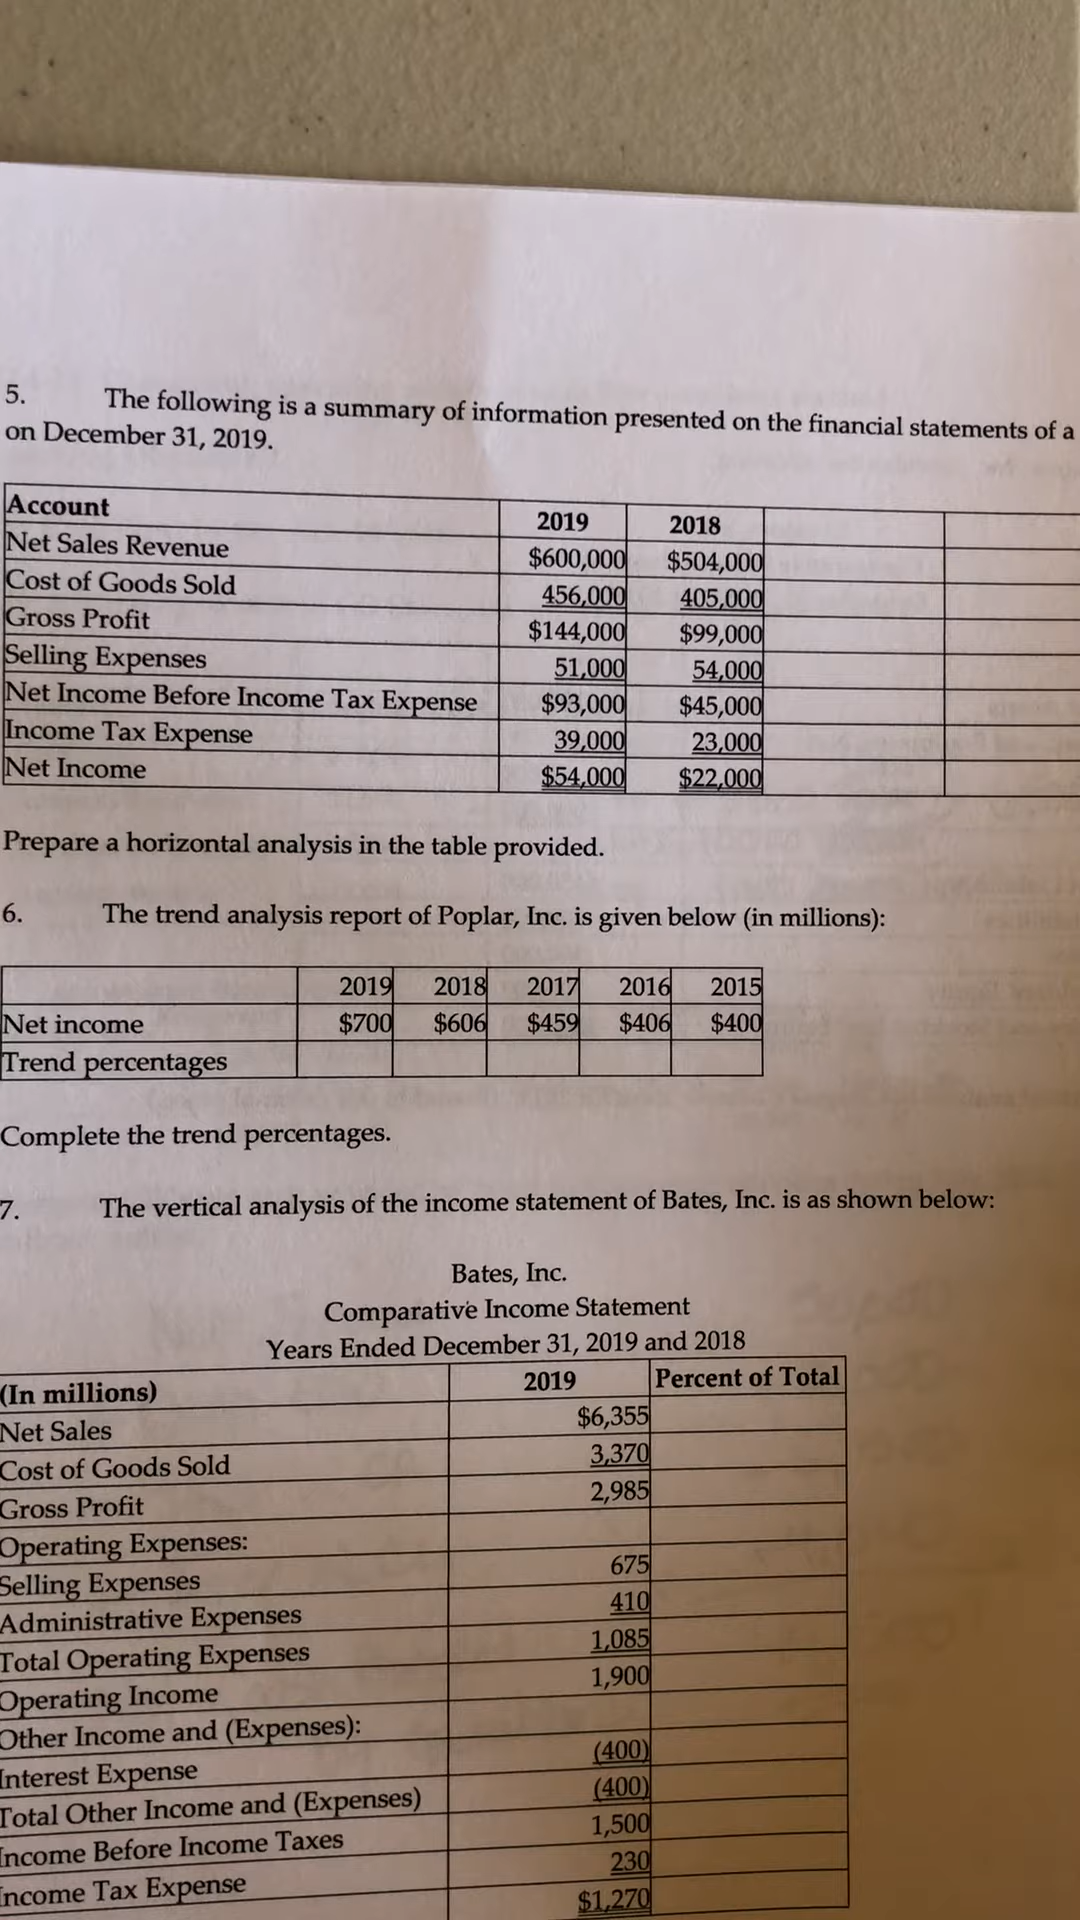 5. The following is a summary of information presented on the financial statements of a
on December 31, 2019.
Account 2019 2018
Net Sales Revenue $600,000 $504,000
Cost of Goods Sold 456,000 405,000
Gross Profit $144,000 $99,000
Selling Expenses 51,000 54,000
Net Income Before Income Tax Expense $93,000 $45,000
Income Tax Expense 39,000 23,000
Net Income $54,000 $22,000
Prepare a horizontal analysis in the table provided.
6. The trend analysis report of Poplar, Inc. is given below (in millions):
2019 2018 2017 2016 2015
Net income $700 $606 $459 $406 $400
Trend percentages
Complete the trend percentages.
7. The vertical analysis of the income statement of Bates, Inc. is as shown below:
Bates, Inc.
Comparative Income Statement
Years Ended December 31, 2019 and 2018
(In millions) 2019 Percent of Total
Net Sales $6,355
Cost of Goods Sold 3,370
Gross Profit 2,985
Operating Expenses:
Selling Expenses 675
Administrative Expenses 410
Total Operating Expenses 1,085
Operating Income 1,900
Other Income and (Expenses):
Interest Expense (400)
Total Other Income and (Expenses) (400)
Income Before Income Taxes 1,500
Income Tax Expense 230
$1,270